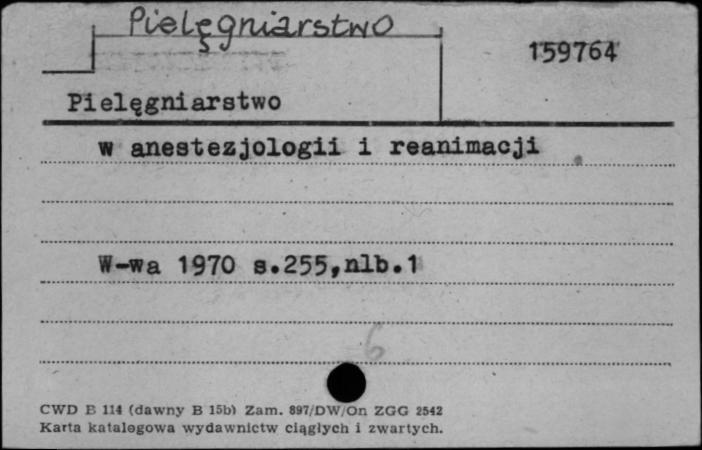 Pielęgniarstwo
159764
Pielęgniarstwo
w anestezjologii i reanimacji
W-wa 1970 s.255,nlb.1
6
CWD B 114 (dawny B 15b) Zam. 897/DW/On ZGG 2542
Karta katalogowa wydawnictw ciągłych i zwartych.